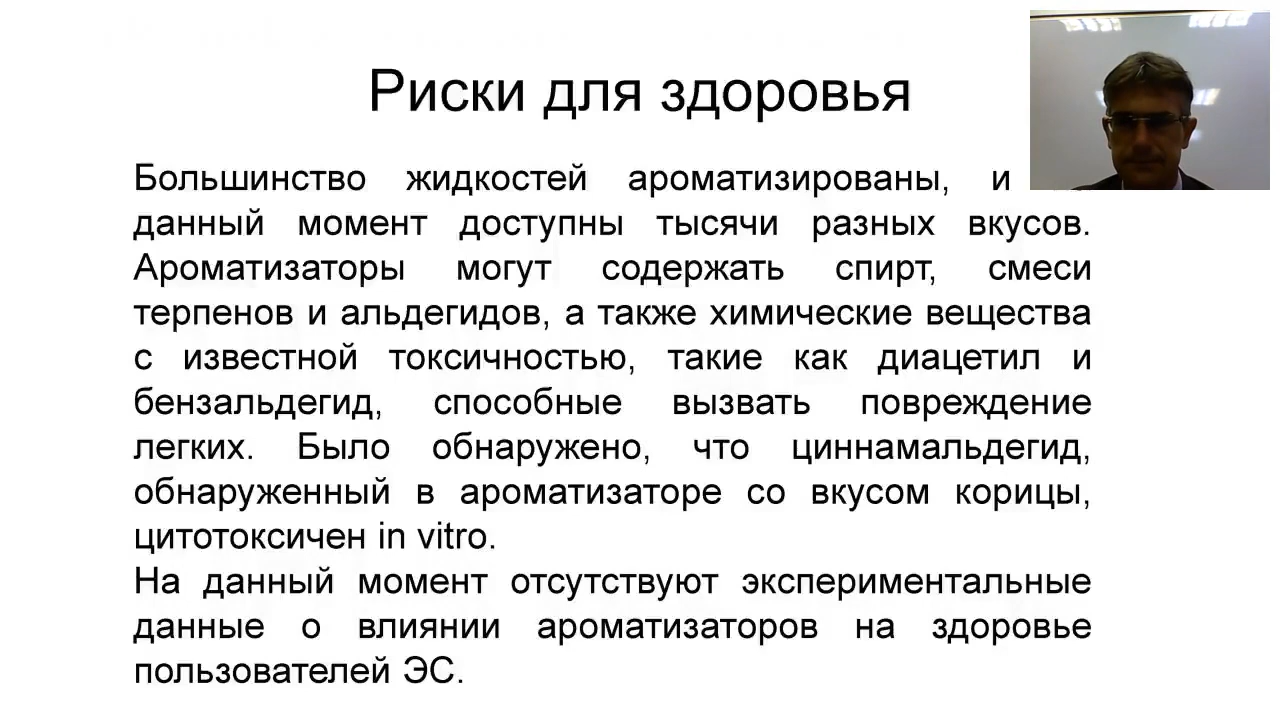 Риски для здоровья
Большинство жидкостей ароматизированы, и
данный момент доступны тысячи разных вкусов.
Ароматизаторы могут содержать спирт, смеси
терпенов и альдегидов, а также химические вещества
с известной токсичностью, такие как диацетил и
бензальдегид, способные вызвать повреждение
легких. Было обнаружено, что циннамальдегид,
обнаруженный в ароматизаторе со вкусом корицы,
цитотоксичен in vitro.
На данный момент отсутствуют экспериментальные
данные о влиянии ароматизаторов на здоровье
пользователей ЭС.